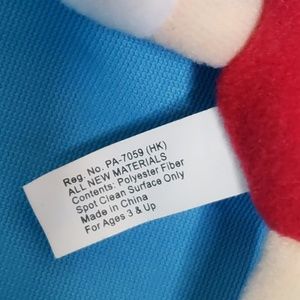 Reg. No. PA-7059 (HK)
ALL NEW MATERIALS
Contents: Polyester Fiber
Spot Clean Surface Only
Made in China
For Ages 3 & Up